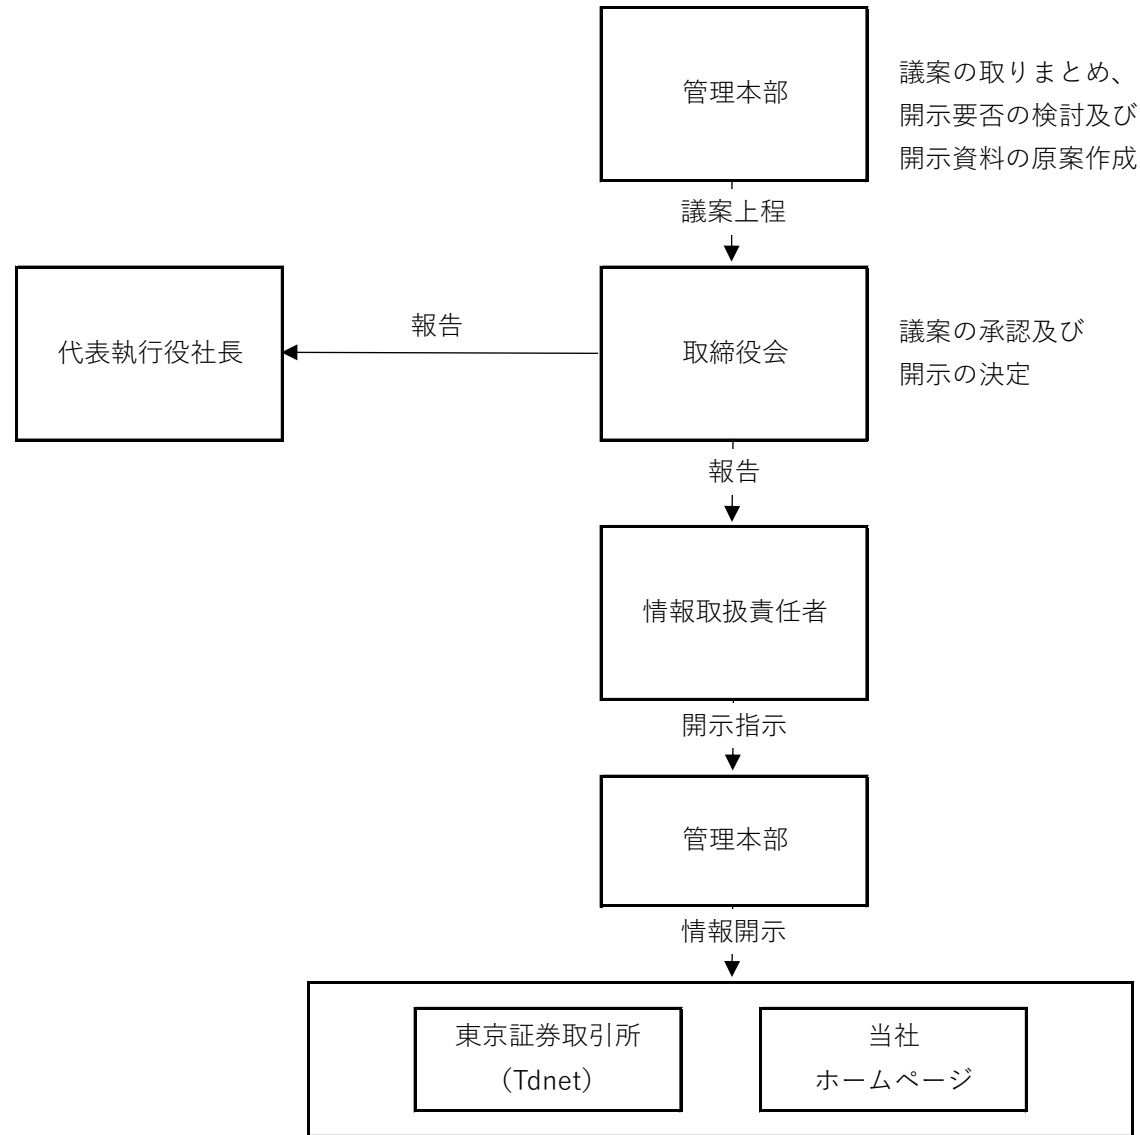 管理本部
議案の取りまとめ、
開示要否の検討及び
開示資料の原案作成
議案上程
代表執行役社長
報告
取締役会
議案の承認及び
開示の決定
報告
情報取扱責任者
開示指示
管理本部
情報開示
東京証券取引所
（Tdnet）
当社
ホームページ